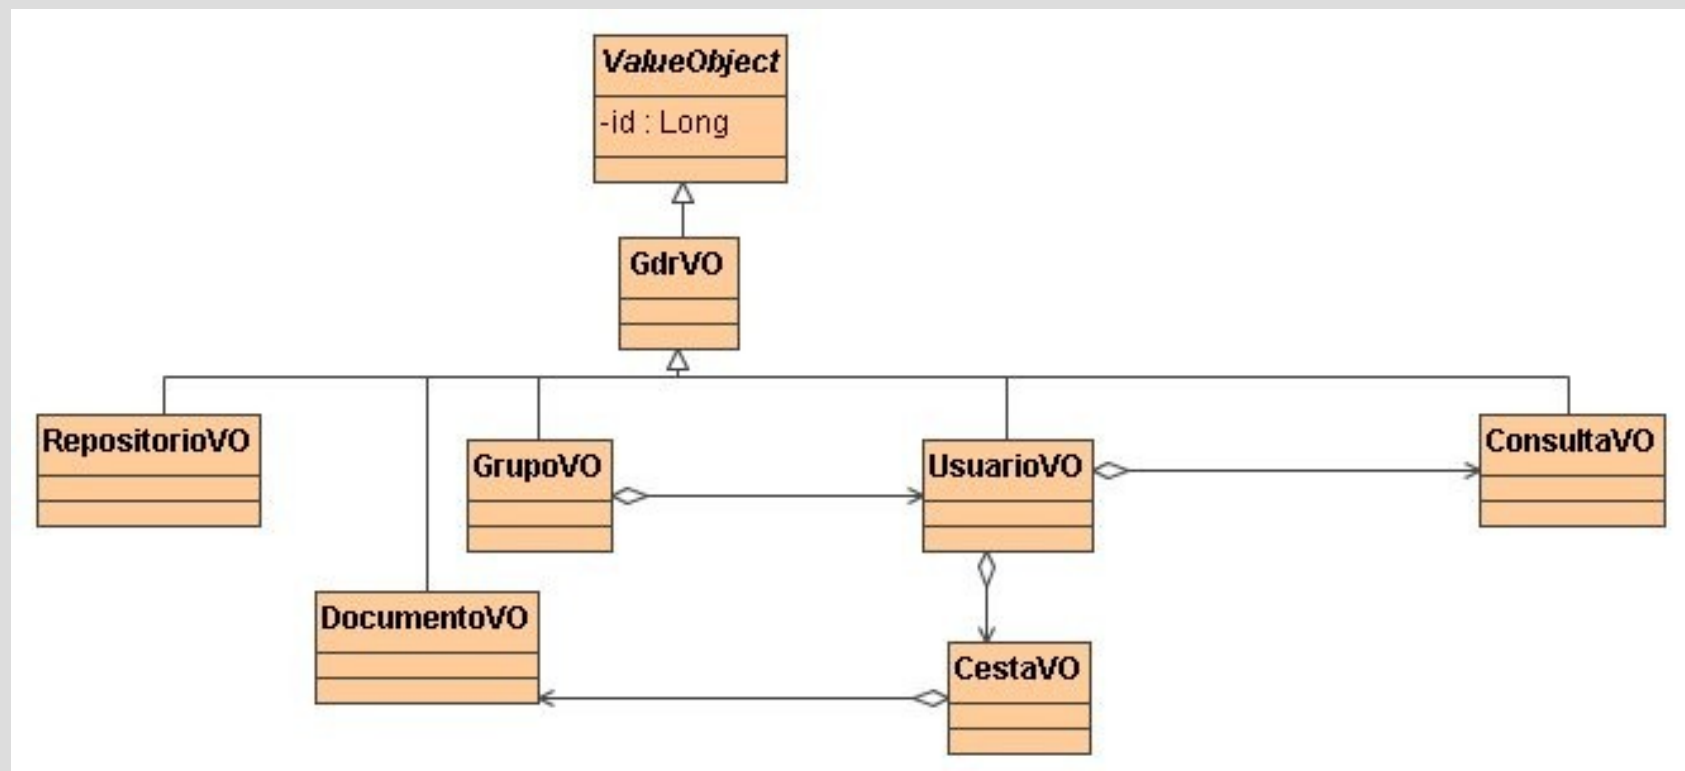 ValueObject
-id : Long
GdrVO
RepositorioVO
GrupoVO
UsuarioVO
ConsultaVO
DocumentoVO
CestaVO